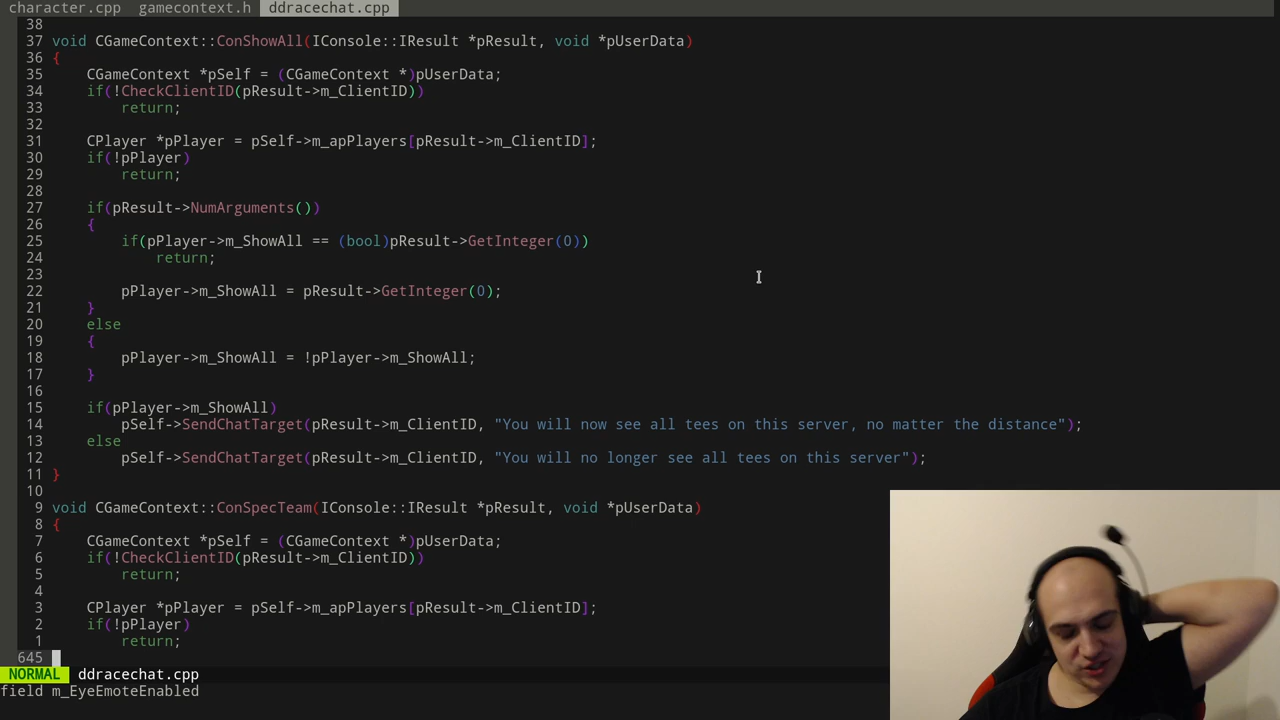 character.cpp gamecontext.h ddracechat.cpp
38
37 void CGameContext::ConShowAll(IConsole::IResult *pResult, void *pUserData)
36 {
35 CGameContext *pSelf = (CGameContext *)pUserData;
34 if(!CheckClientID(pResult->m_ClientID))
33 return;
32
31 CPlayer *pPlayer = pSelf->m_apPlayers[pResult->m_ClientID];
30 if(!pPlayer)
29 return;
28
27 if(pResult->NumArguments())
26 {
25 if(pPlayer->m_ShowAll == (bool)pResult->GetInteger(0))
24 return;
23
22 pPlayer->m_ShowAll = pResult->GetInteger(0);
21 }
20 else
19 {
18 pPlayer->m_ShowAll = !pPlayer->m_ShowAll;
17 }
16
15 if(pPlayer->m_ShowAll)
14 pSelf->SendChatTarget(pResult->m_ClientID, "You will now see all tees on this server, no matter the distance");
13 else
12 pSelf->SendChatTarget(pResult->m_ClientID, "You will no longer see all tees on this server");
11 }
10
9 void CGameContext::ConSpecTeam(IConsole::IResult *pResult, void *pUserData)
8 {
7 CGameContext *pSelf = (CGameContext *)pUserData;
6 if(!CheckClientID(pResult->m_ClientID))
5 return;
4
3 CPlayer *pPlayer = pSelf->m_apPlayers[pResult->m_ClientID];
2 if(!pPlayer)
1 return;
645
NORMAL ddracechat.cpp
field m_EyeEmoteEnabled